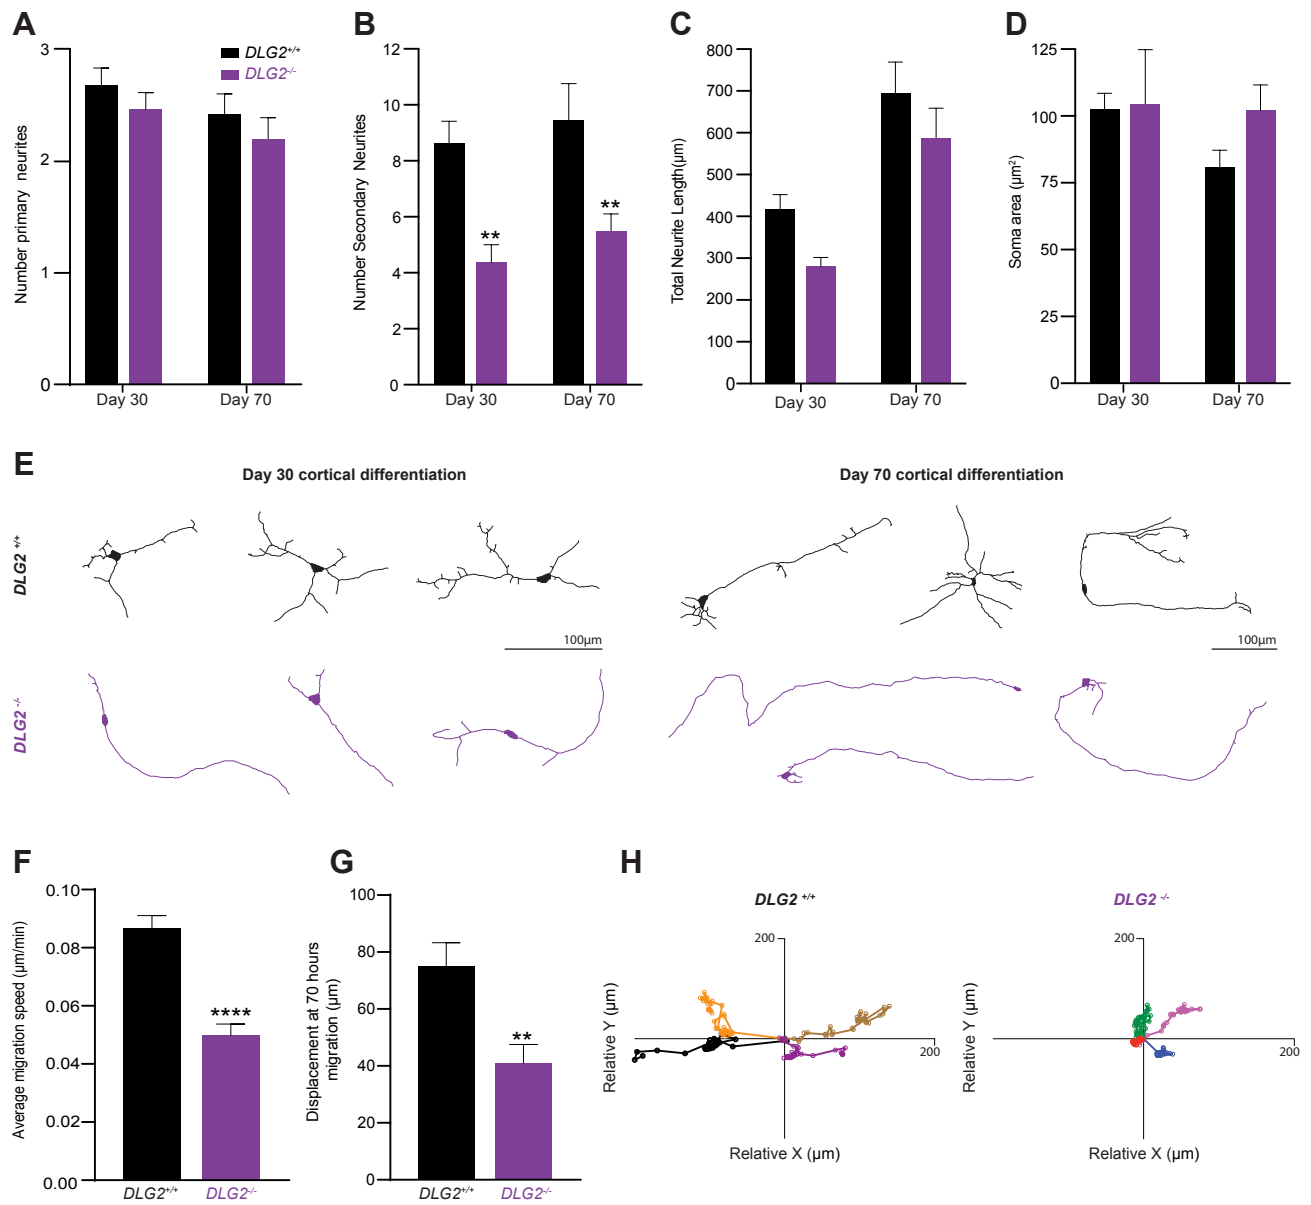 A
3
2
1
0
Number primary neurites
DLG2+/+
DLG2-/-
Day 30
Day 70
B
12
10
8
6
4
2
0
Number Secondary Neurites
**
**
Day 30
Day 70
C
800
700
600
500
400
300
200
100
0
Total Neurite Length(µm)
Day 30
Day 70
D
125
100
75
50
25
0
Soma area (µm²)
Day 30
Day 70
E
Day 30 cortical differentiation
Day 70 cortical differentiation
DLG2 +/+
100µm
100µm
DLG2 -/-
F
0.10
0.08
0.06
0.04
0.02
0.00
Average migration speed (µm/min)
****
DLG2+/+
DLG2-/-
G
100
80
60
40
20
0
Displacement at 70 hours
migration (µm)
**
DLG2+/+
DLG2-/-
H
DLG2 +/+
200
200
Relative Y (µm)
Relative X (µm)
DLG2 -/-
200
200
Relative Y (µm)
Relative X (µm)